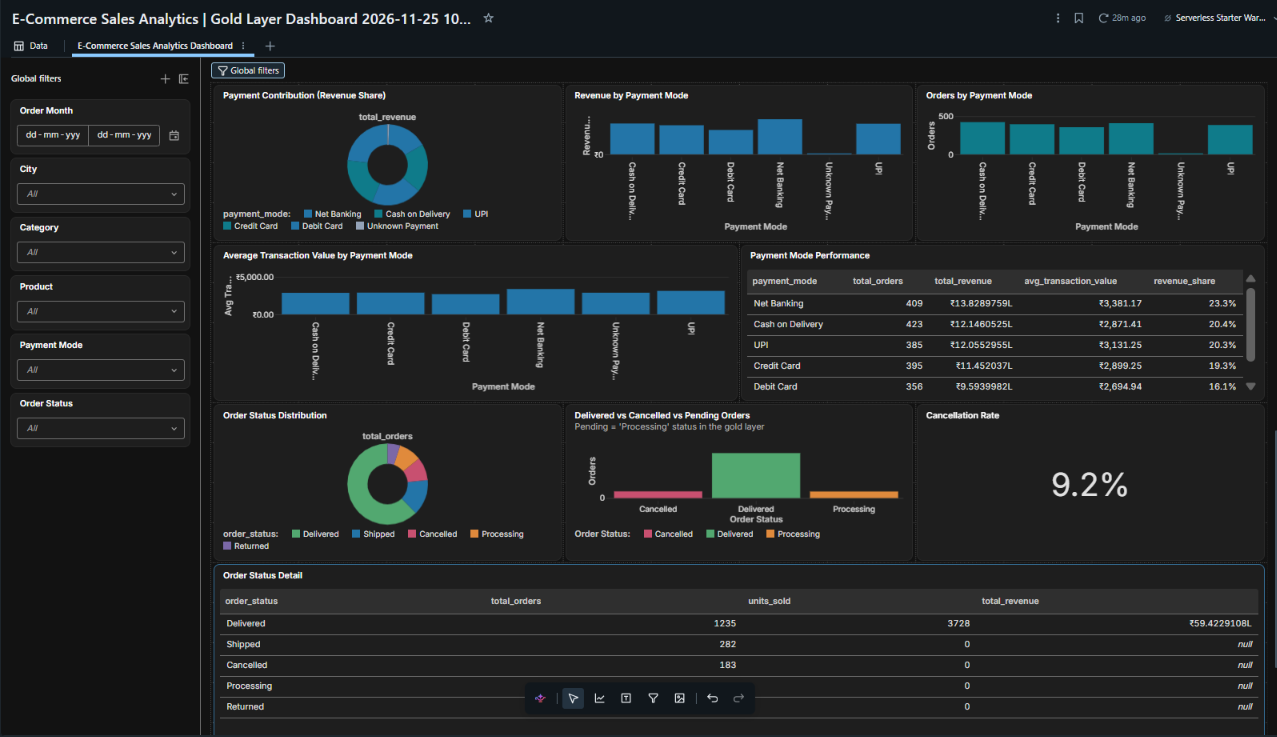 E-Commerce Sales Analytics | Gold Layer Dashboard 2026-11-25 10...
28m ago
Serverless Starter War...
Data
E-Commerce Sales Analytics Dashboard
Global filters
Order Month
dd-mm-yyy
dd-mm-yyy
City
All
Category
All
Product
All
Payment Mode
All
Order Status
All
Global filters
Payment Contribution (Revenue Share)
total_revenue
payment_mode: Net Banking Cash on Delivery UPI
Credit Card Debit Card Unknown Payment
Revenue by Payment Mode
Revenu...
₹0
Cash on Deliv...
Credit Card
Debit Card
Net Banking
Unknown Pay...
UPI
Payment Mode
Orders by Payment Mode
Orders
500
0
Cash on Deliv...
Credit Card
Debit Card
Net Banking
Unknown Pay...
UPI
Payment Mode
Average Transaction Value by Payment Mode
Avg Tra...
₹5,000.00
₹0.00
Cash on Deliv...
Credit Card
Debit Card
Net Banking
Unknown Pay...
UPI
Payment Mode
Payment Mode Performance
payment_mode total_orders total_revenue avg_transaction_value revenue_share
Net Banking 409 ₹13.8289759L ₹3,381.17 23.3%
Cash on Delivery 423 ₹12.1460525L ₹2,871.41 20.4%
UPI 385 ₹12.0552955L ₹3,131.25 20.3%
Credit Card 395 ₹11.452037L ₹2,899.25 19.3%
Debit Card 356 ₹9.5939982L ₹2,694.94 16.1%
Order Status Distribution
total_orders
order_status: Delivered Shipped Cancelled Processing
Returned
Delivered vs Cancelled vs Pending Orders
Pending = 'Processing' status in the gold layer
Orders
0
Cancelled Delivered Processing
Order Status
Order Status: Cancelled Delivered Processing
Cancellation Rate
9.2%
Order Status Detail
order_status total_orders units_sold total_revenue
Delivered 1235 3728 ₹59.4229108L
Shipped 282 0 null
Cancelled 183 0 null
Processing 0 null
Returned 0 null